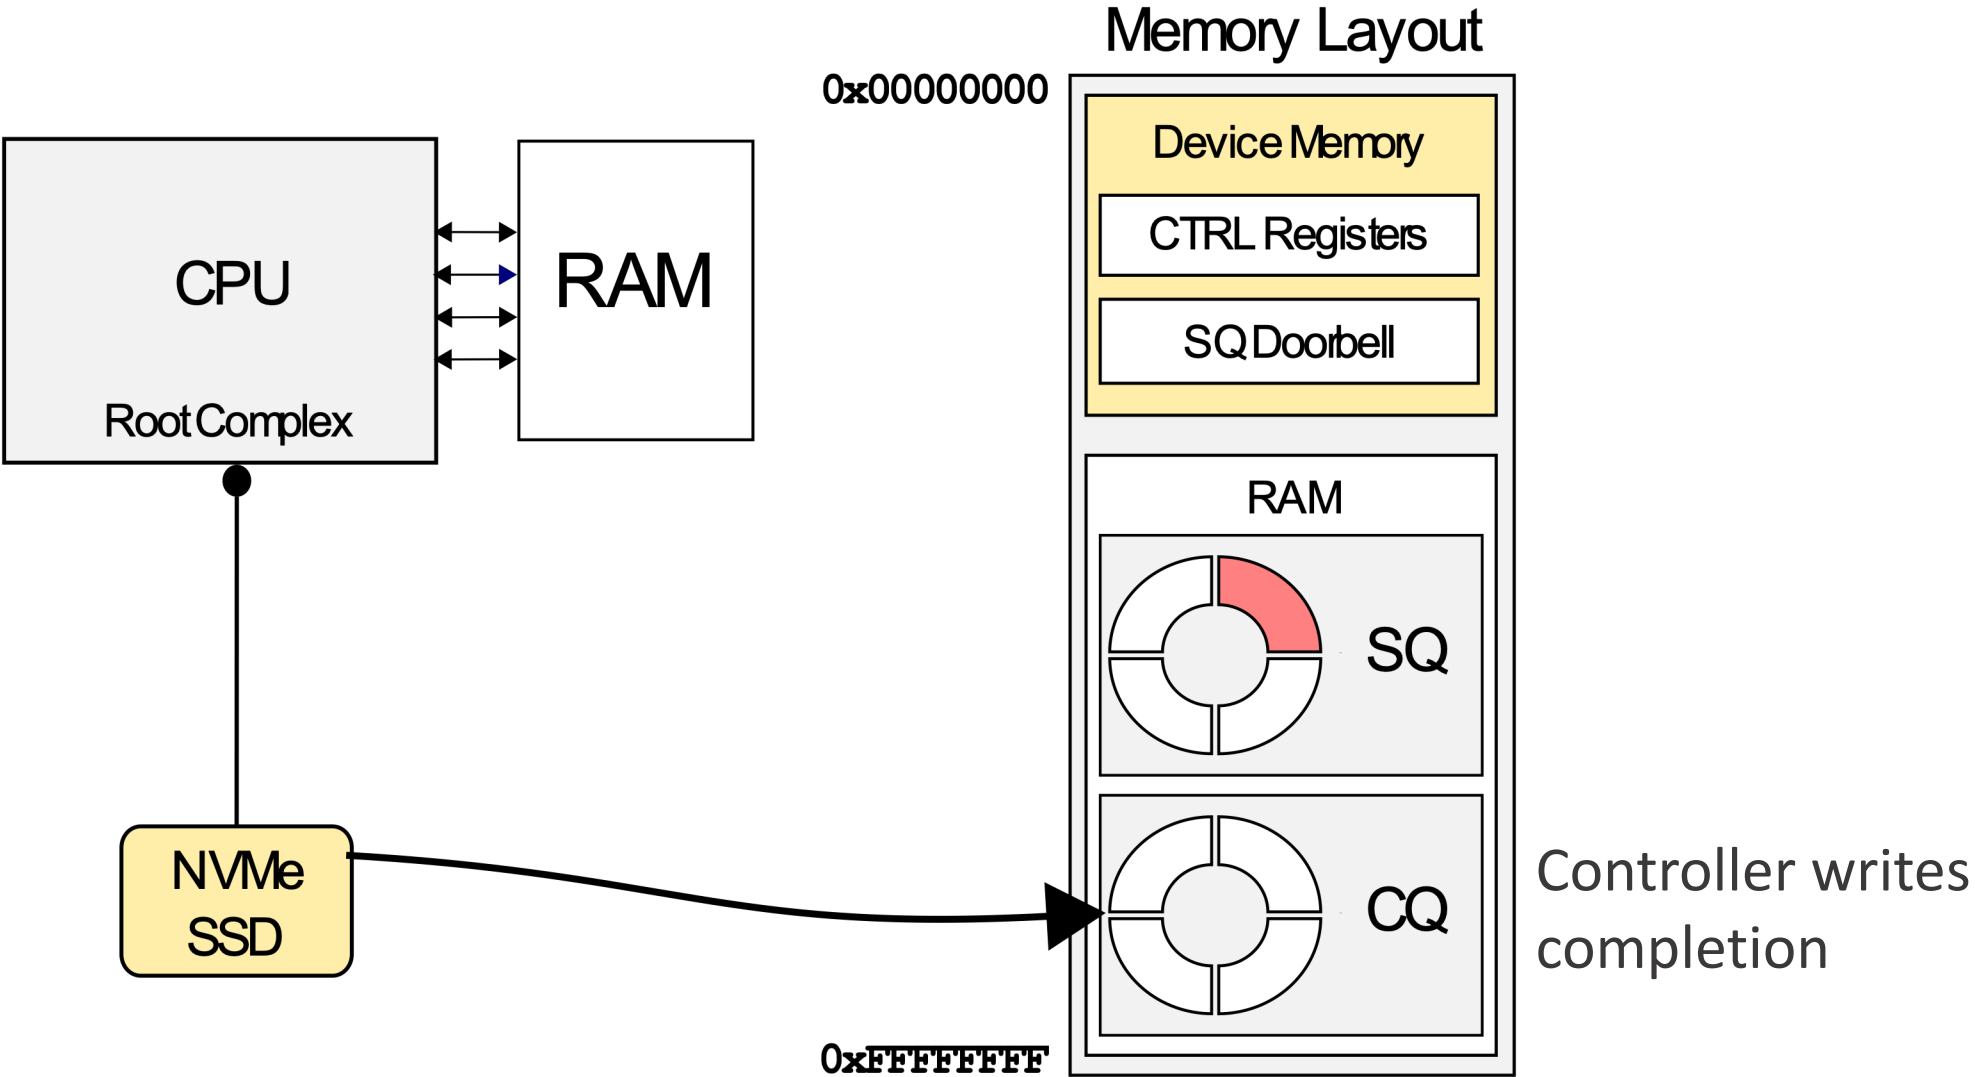 Memory Layout
0x00000000
Device Memory
CTRL Registers
SQ Doorbell
CPU
Root Complex
RAM
RAM
SQ
CQ
NVMe
SSD
Controller writes
completion
0xFFFFFFFF